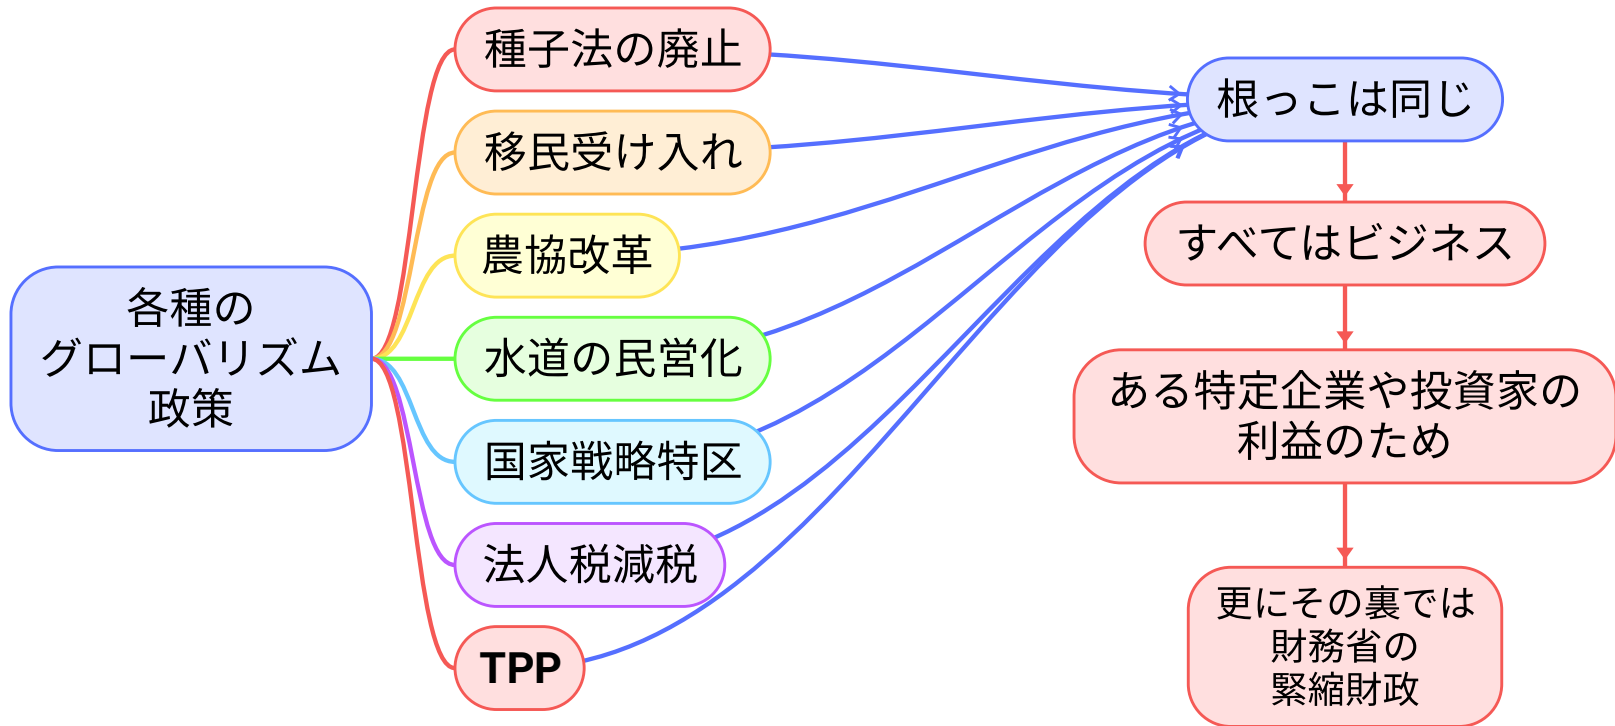 各種の
グローバリズム
政策
種子法の廃止
移民受け入れ
農協改革
水道の民営化
国家戦略特区
法人税減税
TPP
根っこは同じ
すべてはビジネス
ある特定企業や投資家の
利益のため
更にその裏では
財務省の
緊縮財政